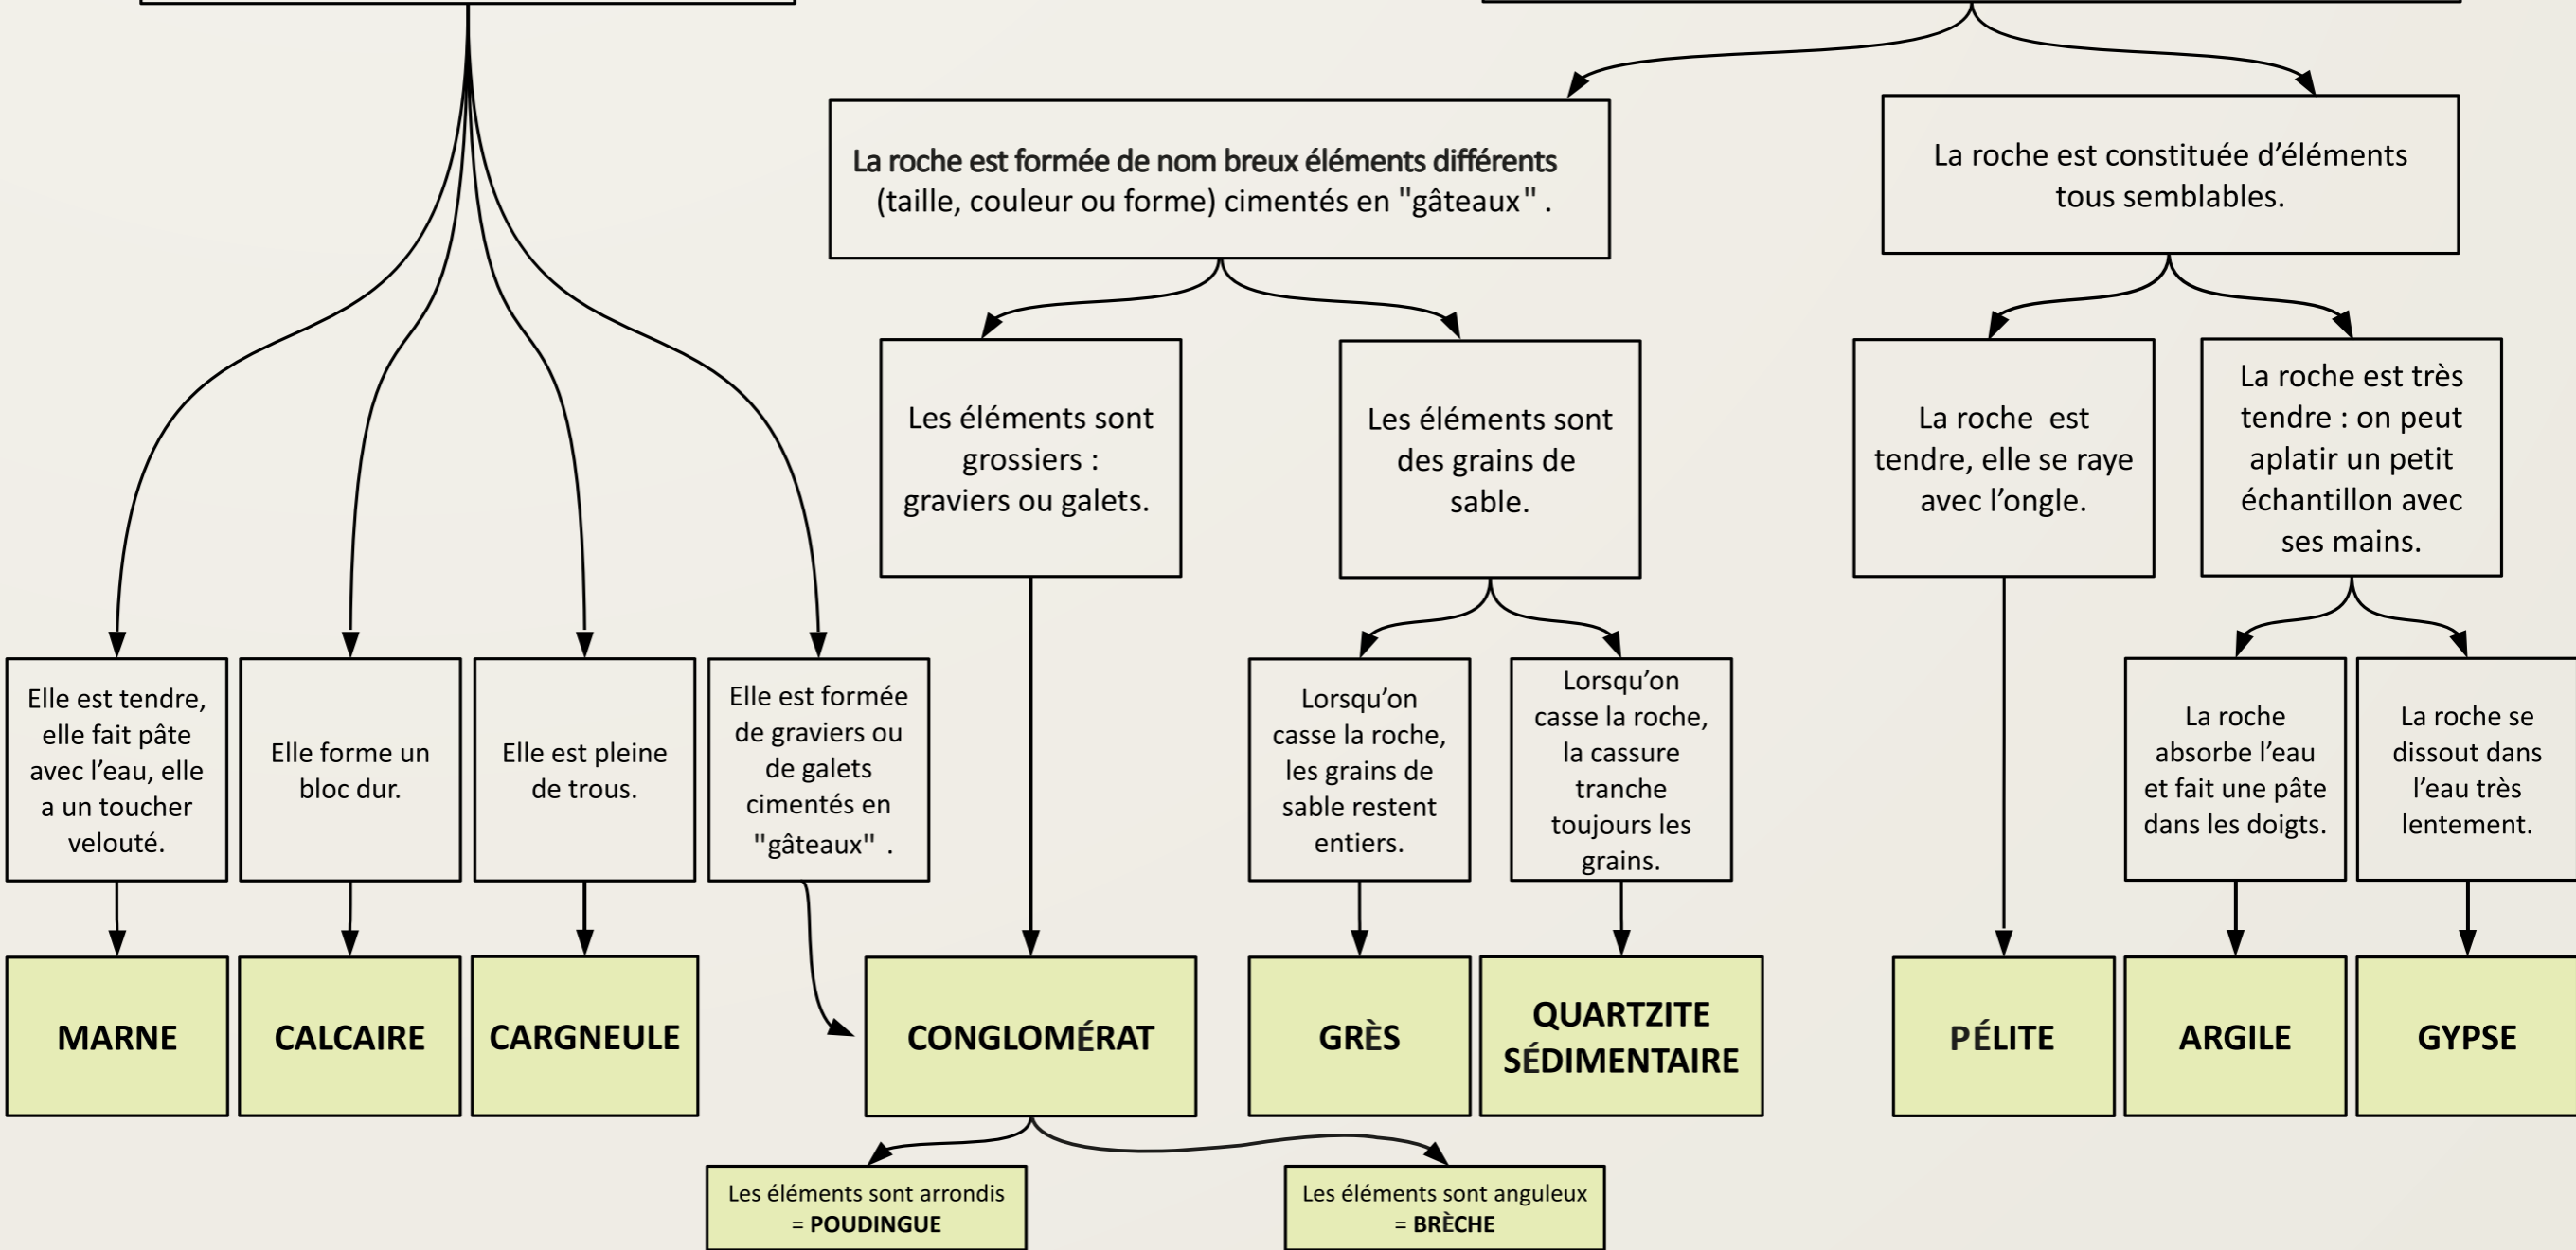 La roche est formée de nom breux éléments différents
(taille, couleur ou forme) cimentés en "gâteaux" .
La roche est constituée d’éléments
tous semblables.
Les éléments sont
grossiers :
graviers ou galets.
Les éléments sont
des grains de
sable.
La roche est
tendre, elle se raye
avec l’ongle.
La roche est très
tendre : on peut
aplatir un petit
échantillon avec
ses mains.
Elle est tendre,
elle fait pâte
avec l’eau, elle
a un toucher
velouté.
Elle forme un
bloc dur.
Elle est pleine
de trous.
Elle est formée
de graviers ou
de galets
cimentés en
"gâteaux" .
Lorsqu’on
casse la roche,
les grains de
sable restent
entiers.
Lorsqu’on
casse la roche,
la cassure
tranche
toujours les
grains.
La roche
absorbe l’eau
et fait une pâte
dans les doigts.
La roche se
dissout dans
l’eau très
lentement.
MARNE
CALCAIRE
CARGNEULE
CONGLOMÉRAT
GRÈS
QUARTZITE
SÉDIMENTAIRE
PÉLITE
ARGILE
GYPSE
Les éléments sont arrondis
= POUDINGUE
Les éléments sont anguleux
= BRÈCHE